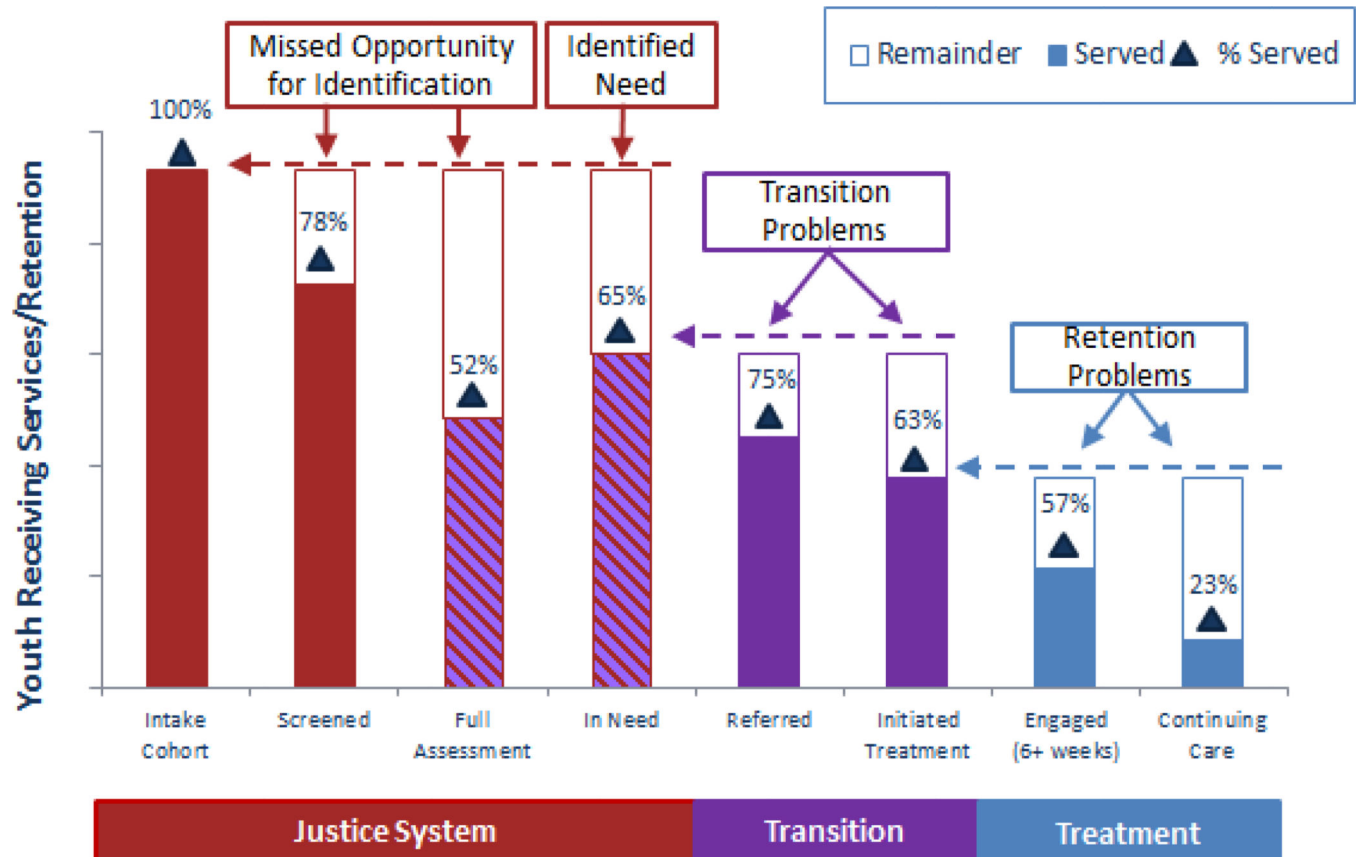 Missed Opportunity
for Identification
Identified
Need
Remainder Served % Served
100%
78%
52%
65%
Transition
Problems
75%
63%
Retention
Problems
57%
23%
Youth Receiving Services/Retention
Intake
Cohort
Screened
Full
Assessment
In Need
Referred
Initiated
Treatment
Engaged
(6+ weeks)
Continuing
Care
Justice System
Transition
Treatment